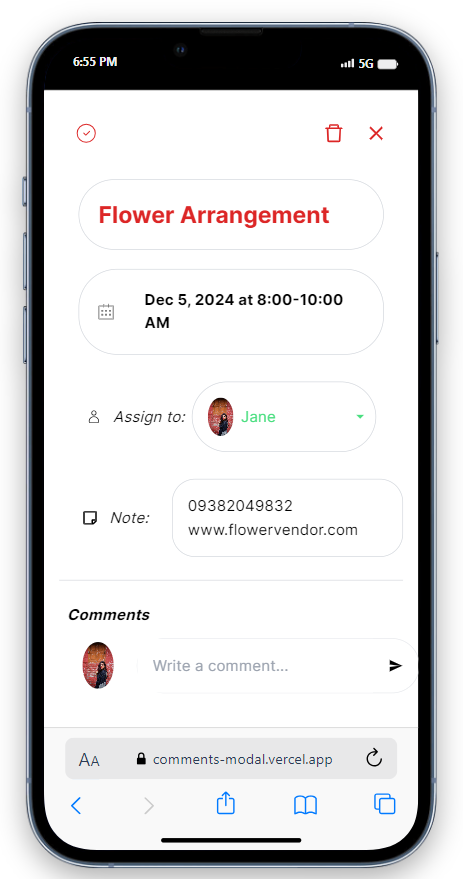 6:55 PM
5G
Flower Arrangement
Dec 5, 2024 at 8:00-10:00
AM
Assign to:
Jane
Note:
09382049832
www.flowervendor.com
Comments
Write a comment...
AA
comments-modal.vercel.app